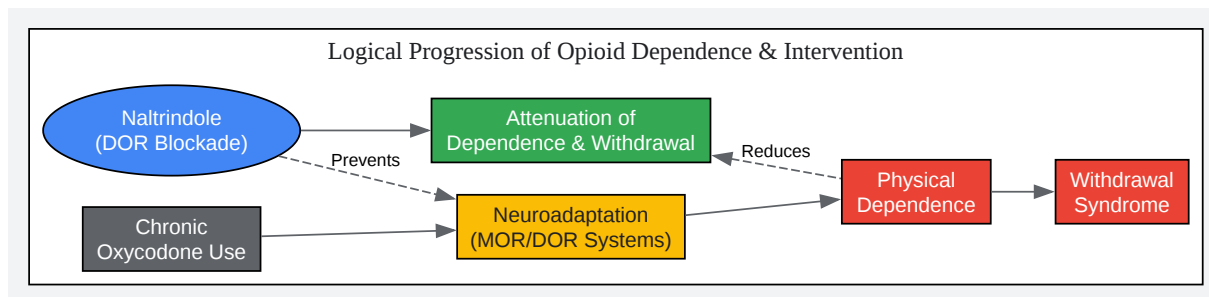 Logical Progression of Opioid Dependence & Intervention
Naltrindole
(DOR Blockade)
Attenuation of
Dependence & Withdrawal
Prevents
Reduces
Physical
Dependence
Withdrawal
Syndrome
Chronic
Oxycodone Use
Neuroadaptation
(MOR/DOR Systems)